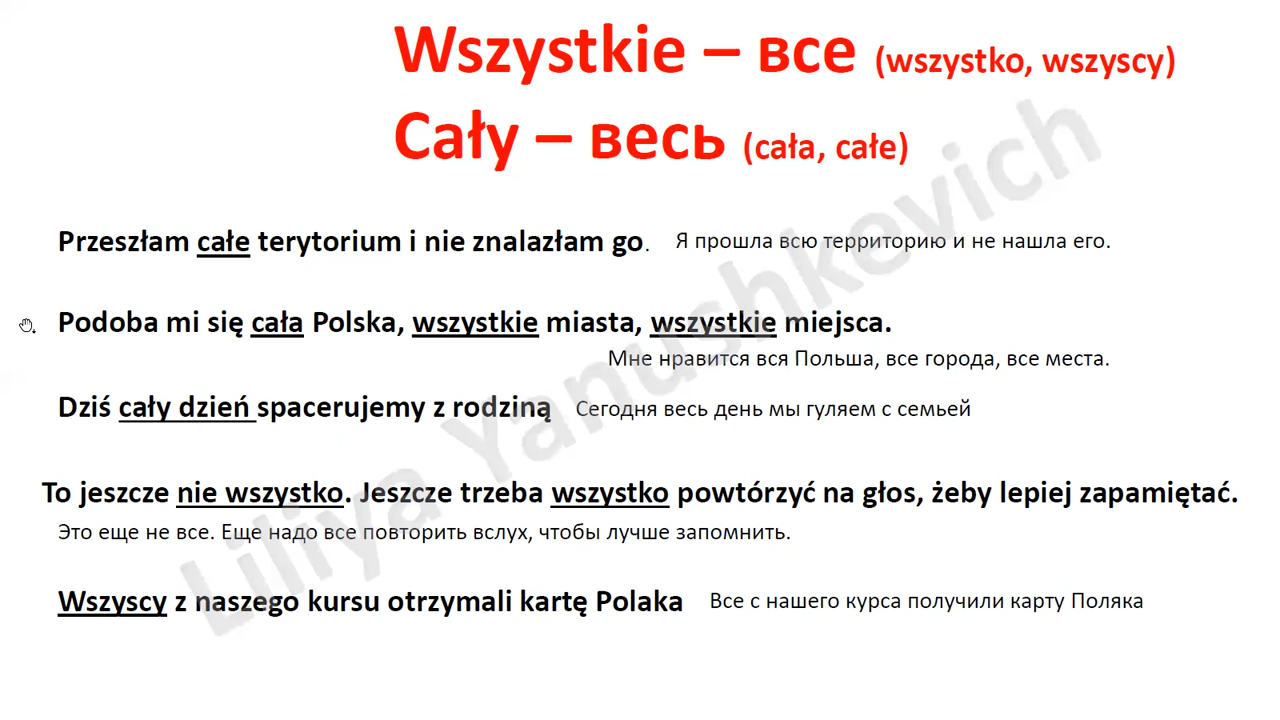 Wszystkie – все (wszystko, wszyscy)
Cały – весь (cała, całe)
Przeszłam całe terytorium i nie znalazłam go. Я прошла всю территорию и не нашла его.
Podoba mi się cała Polska, wszystkie miasta, wszystkie miejsca.
Мне нравится вся Польша, все города, все места.
Dziś cały dzień spacerujemy z rodziną Сегодня весь день мы гуляем с семьей
To jeszcze nie wszystko. Jeszcze trzeba wszystko powtórzyć na głos, żeby lepiej zapamiętać.
Это еще не все. Еще надо все повторить вслух, чтобы лучше запомнить.
Wszyscy z naszego kursu otrzymali kartę Polaka Все с нашего курса получили карту Поляка
Liliya Yanushkevich